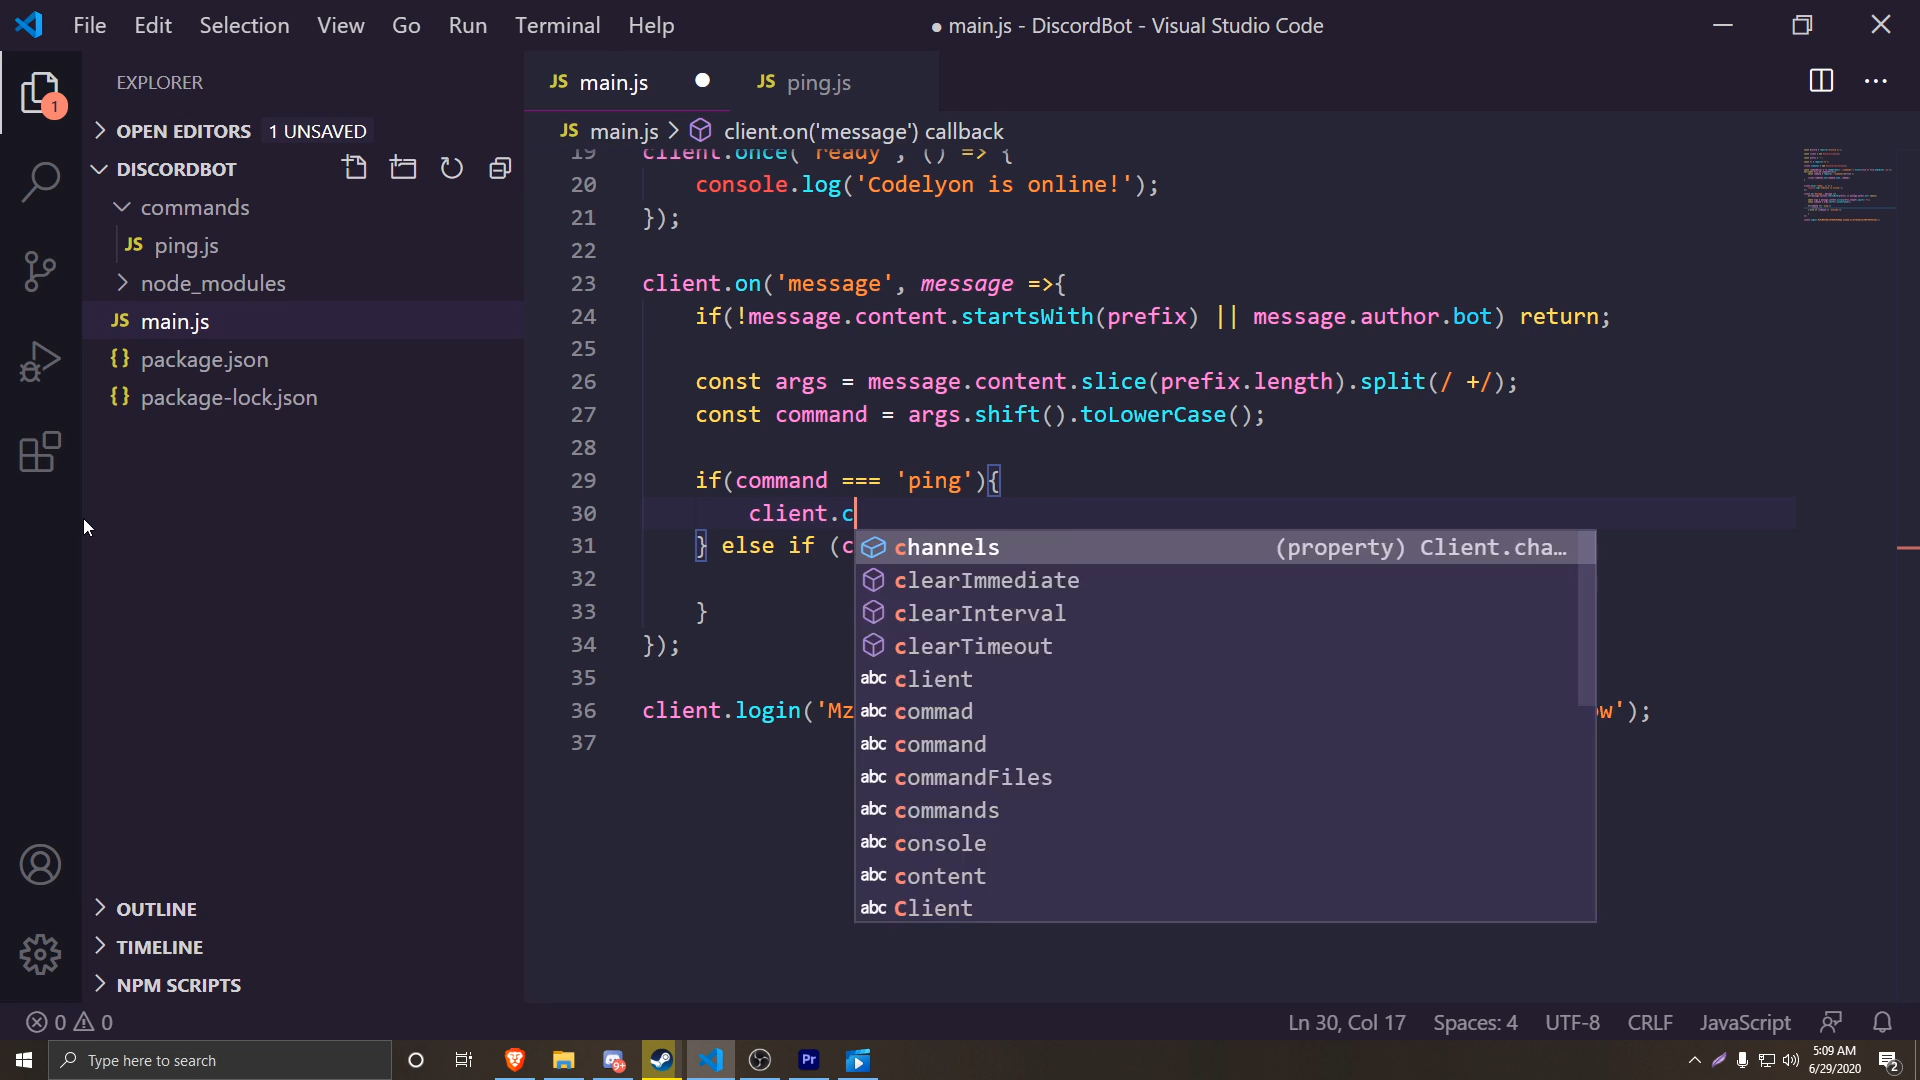 File Edit Selection View Go Run Terminal Help ● main.js - DiscordBot - Visual Studio Code
EXPLORER
1
OPEN EDITORS 1 UNSAVED
DISCORDBOT
commands
JS ping.js
node_modules
JS main.js
{} package.json
{} package-lock.json
OUTLINE
TIMELINE
NPM SCRIPTS
JS main.js ● JS ping.js
JS main.js > client.on('message') callback
19 client.once('ready', () => {
20 console.log('Codelyon is online!');
21 });
22
23 client.on('message', message =>{
24 if(!message.content.startsWith(prefix) || message.author.bot) return;
25
26 const args = message.content.slice(prefix.length).split(/ +/);
27 const command = args.shift().toLowerCase();
28
29 if(command === 'ping'){
30 client.c
31 } else if (c
32
33 }
34 });
35
36 client.login('Mz w');
37
channels (property) Client.cha…
clearImmediate
clearInterval
clearTimeout
abc client
abc commad
abc command
abc commandFiles
abc commands
abc console
abc content
abc Client
0 0 Ln 30, Col 17 Spaces: 4 UTF-8 CRLF JavaScript
Type here to search
9+
Pr
5:09 AM
6/29/2020
2